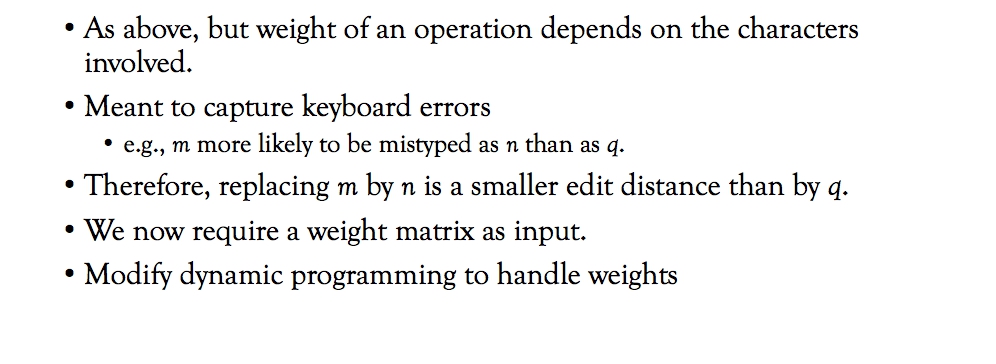 • As above, but weight of an operation depends on the characters
involved.
• Meant to capture keyboard errors
• e.g., m more likely to be mistyped as n than as q.
• Therefore, replacing m by n is a smaller edit distance than by q.
• We now require a weight matrix as input.
• Modify dynamic programming to handle weights